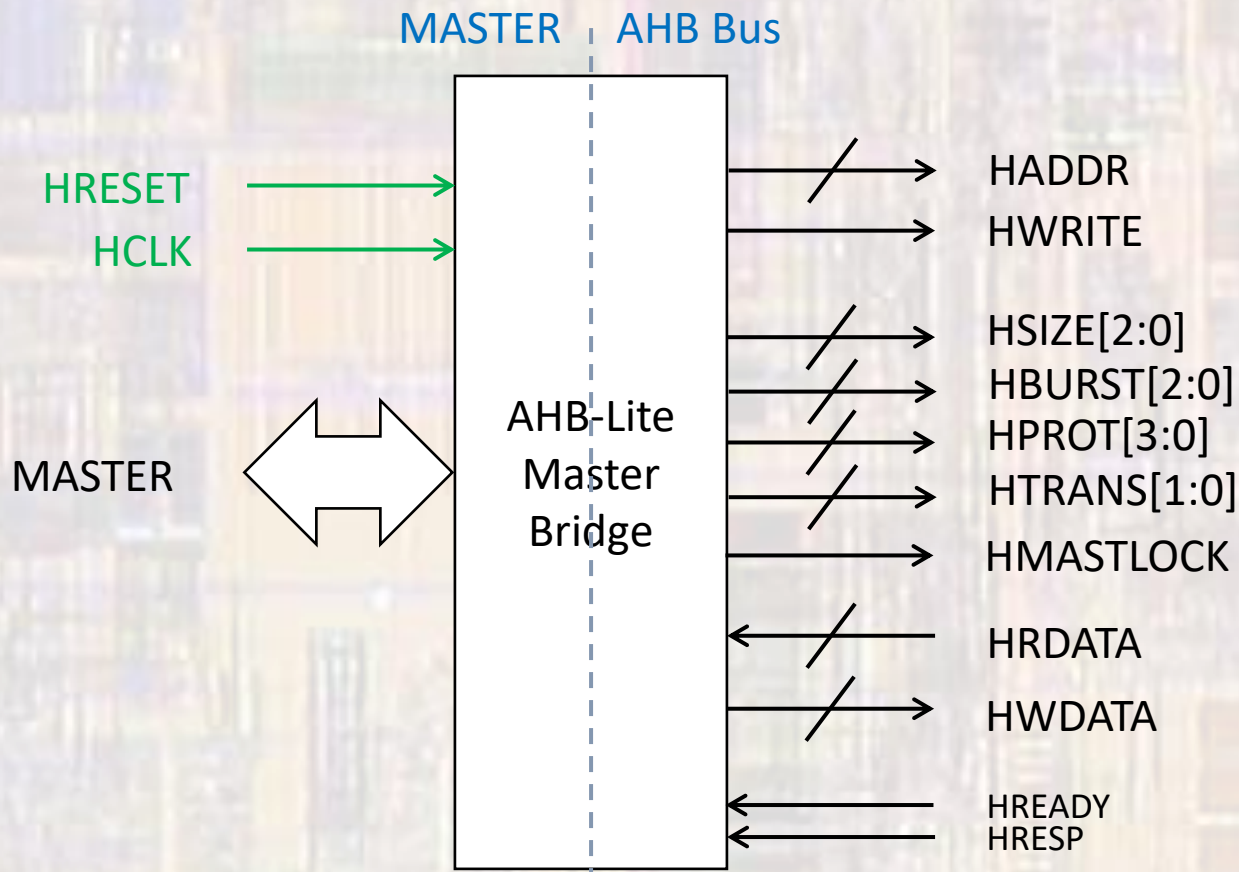 MASTER AHB Bus
HRESET
HCLK
MASTER
AHB-Lite
Master
Bridge
HADDR
HWRITE
HSIZE[2:0]
HBURST[2:0]
HPROT[3:0]
HTRANS[1:0]
HMASTLOCK
HRDATA
HWDATA
HREADY
HRESP